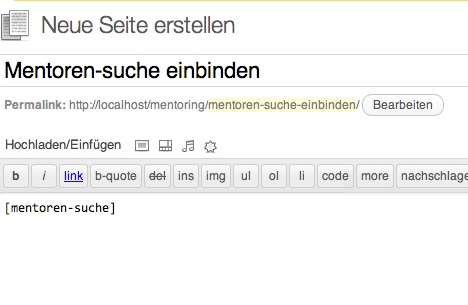 Neue Seite erstellen
Mentoren-suche einbinden
Permalink: http://localhost/mentoring/mentoren-suche-einbinden/ Bearbeiten
Hochladen/Einfügen
b i link b-quote del ins img ul ol li code more nachschlage
[mentoren-suche]